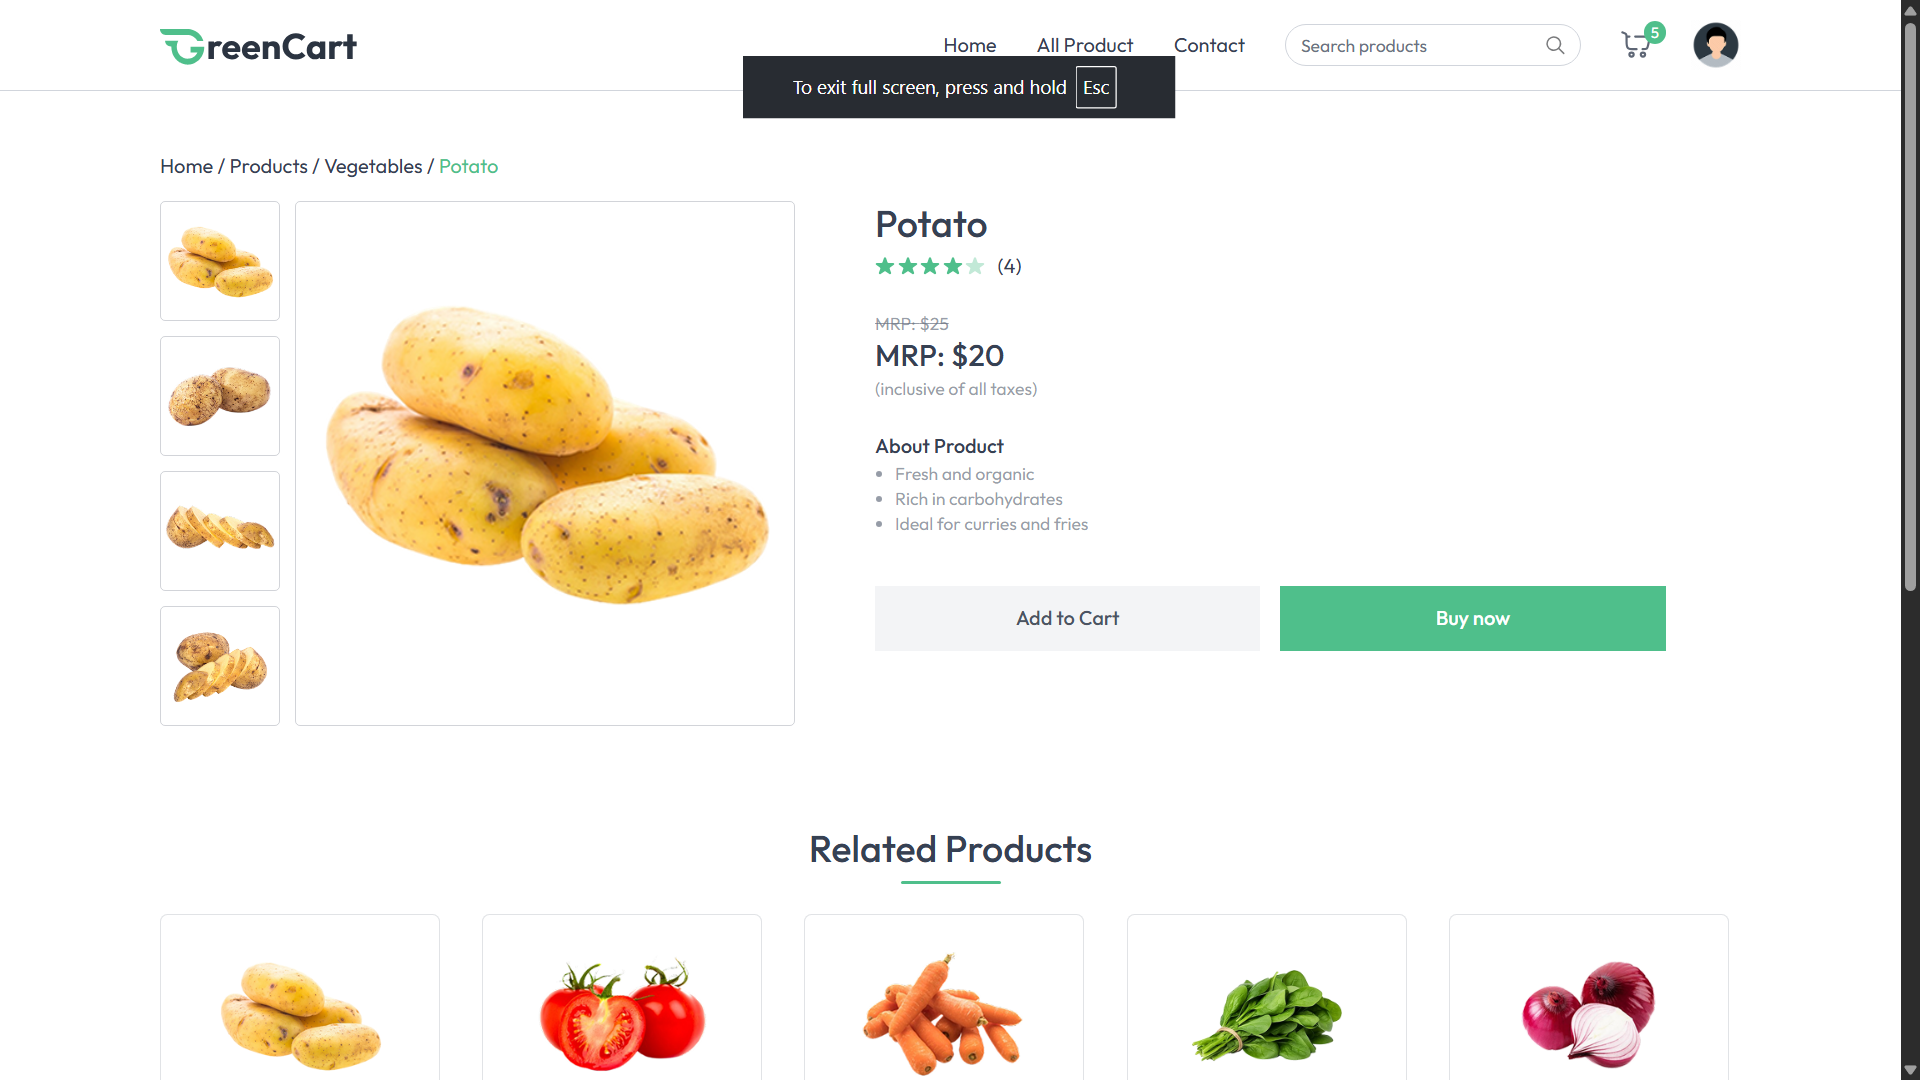 GreenCart
Home
All Product
Contact
Search products
5
To exit full screen, press and hold Esc
Home / Products / Vegetables / Potato
Potato
(4)
MRP: $25
MRP: $20
(inclusive of all taxes)
About Product
Fresh and organic
Rich in carbohydrates
Ideal for curries and fries
Add to Cart
Buy now
Related Products